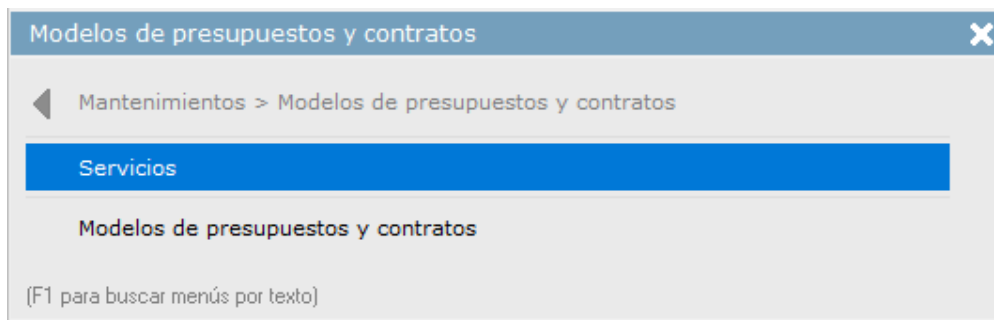 Modelos de presupuestos y contratos
Mantenimientos > Modelos de presupuestos y contratos
Servicios
Modelos de presupuestos y contratos
(F1 para buscar menús por texto)